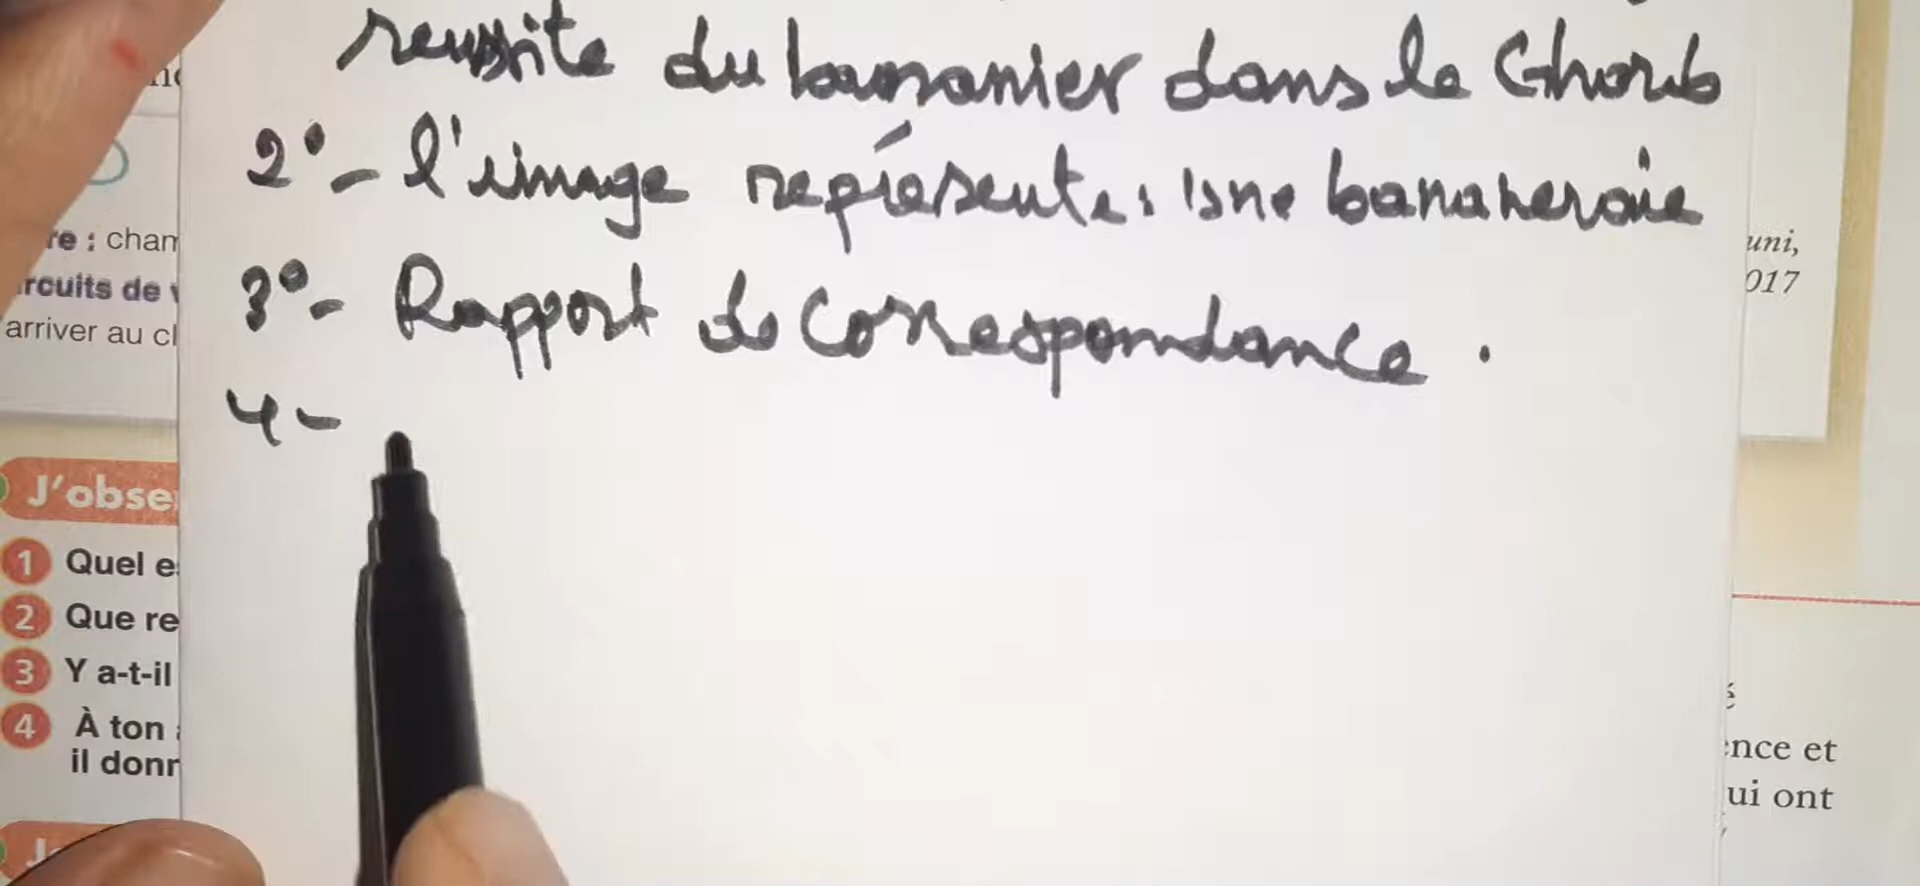 reussite du bananier dans le Gharb
2° - l'image représente : Une bananeraie
3° - Rapport de correspondance .
4 -
re : cham
rcuits de v
arriver au cl
uni,
017
J'obser
1 Quel e
2 Que re
3 Y a-t-il
4 À ton
il donn
nce et
ui ont